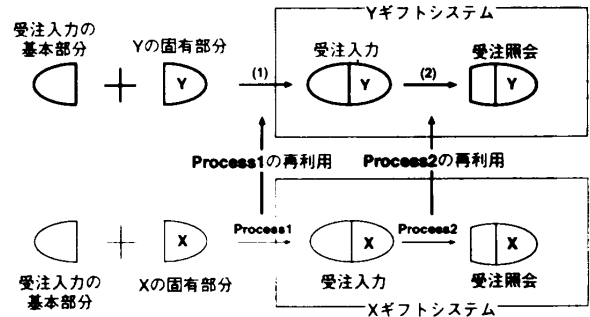 Yギフトシステム
受注入力の
基本部分
Yの固有部分
受注入力
受注照会
Y
(1)
Y
(2)
Y
Process1の再利用
Process2の再利用
X
Process1
X
Process2
X
受注入力の
基本部分
Xの固有部分
受注入力
受注照会
Xギフトシステム